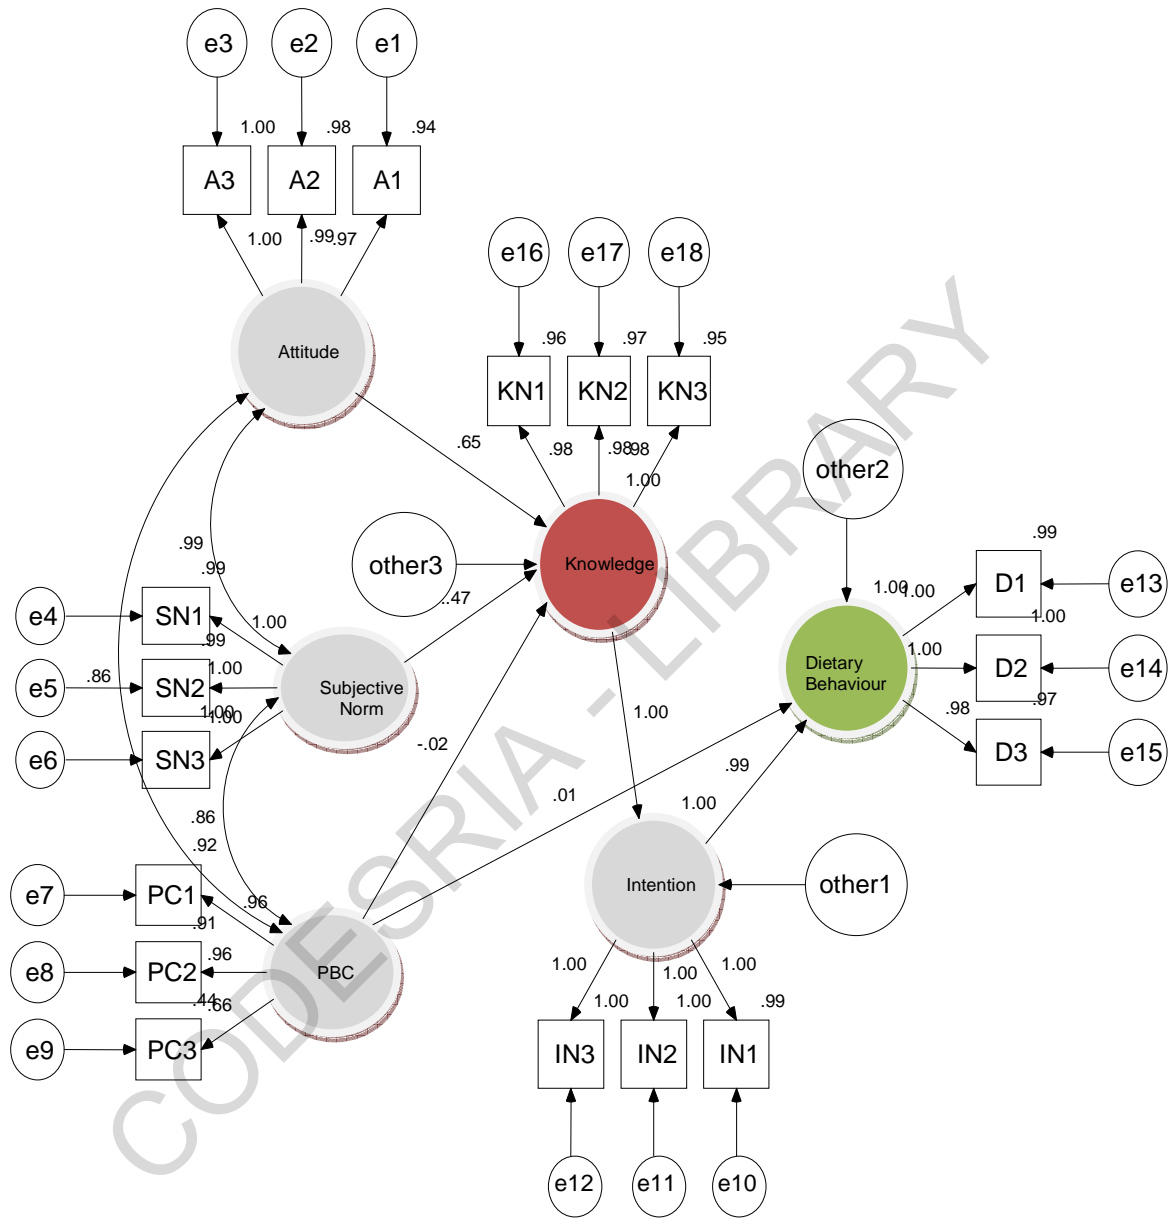 e3 e2 e1
1.00 .98 .94
A3 A2 A1
1.00 .99 .97
Attitude
e16 e17 e18
.96 .97 .95
KN1 KN2 KN3
.98 .98 .98
1.00
.65
Knowledge
other3
other2
.47
.99
.99
e4 SN1
1.00
.99
e5 .86 SN2 1.00
Subjective
Norm
1.00
1.00
e6 SN3
.99
D1 e13
1.00 1.00
1.00
D2 e14
1.00
Dietary
Behaviour
.97
.98
D3 e15
-.02
1.00
.99
.01
1.00
.86
.92
e7 PC1
.96
.91
e8 PC2 .96
PBC
.44 .66
e9 PC3
Intention
other1
1.00 1.00 1.00
1.00 1.00 .99
IN3 IN2 IN1
e12 e11 e10
CODESRIA - LIBRARY